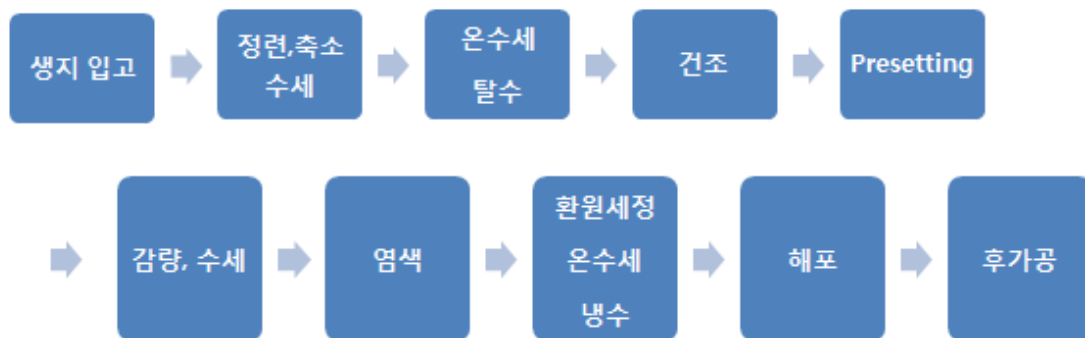 생지 입고
정련,축소
수세
온수세
탈수
건조
Presetting
감량, 수세
염색
환원세정
온수세
냉수
해포
후가공